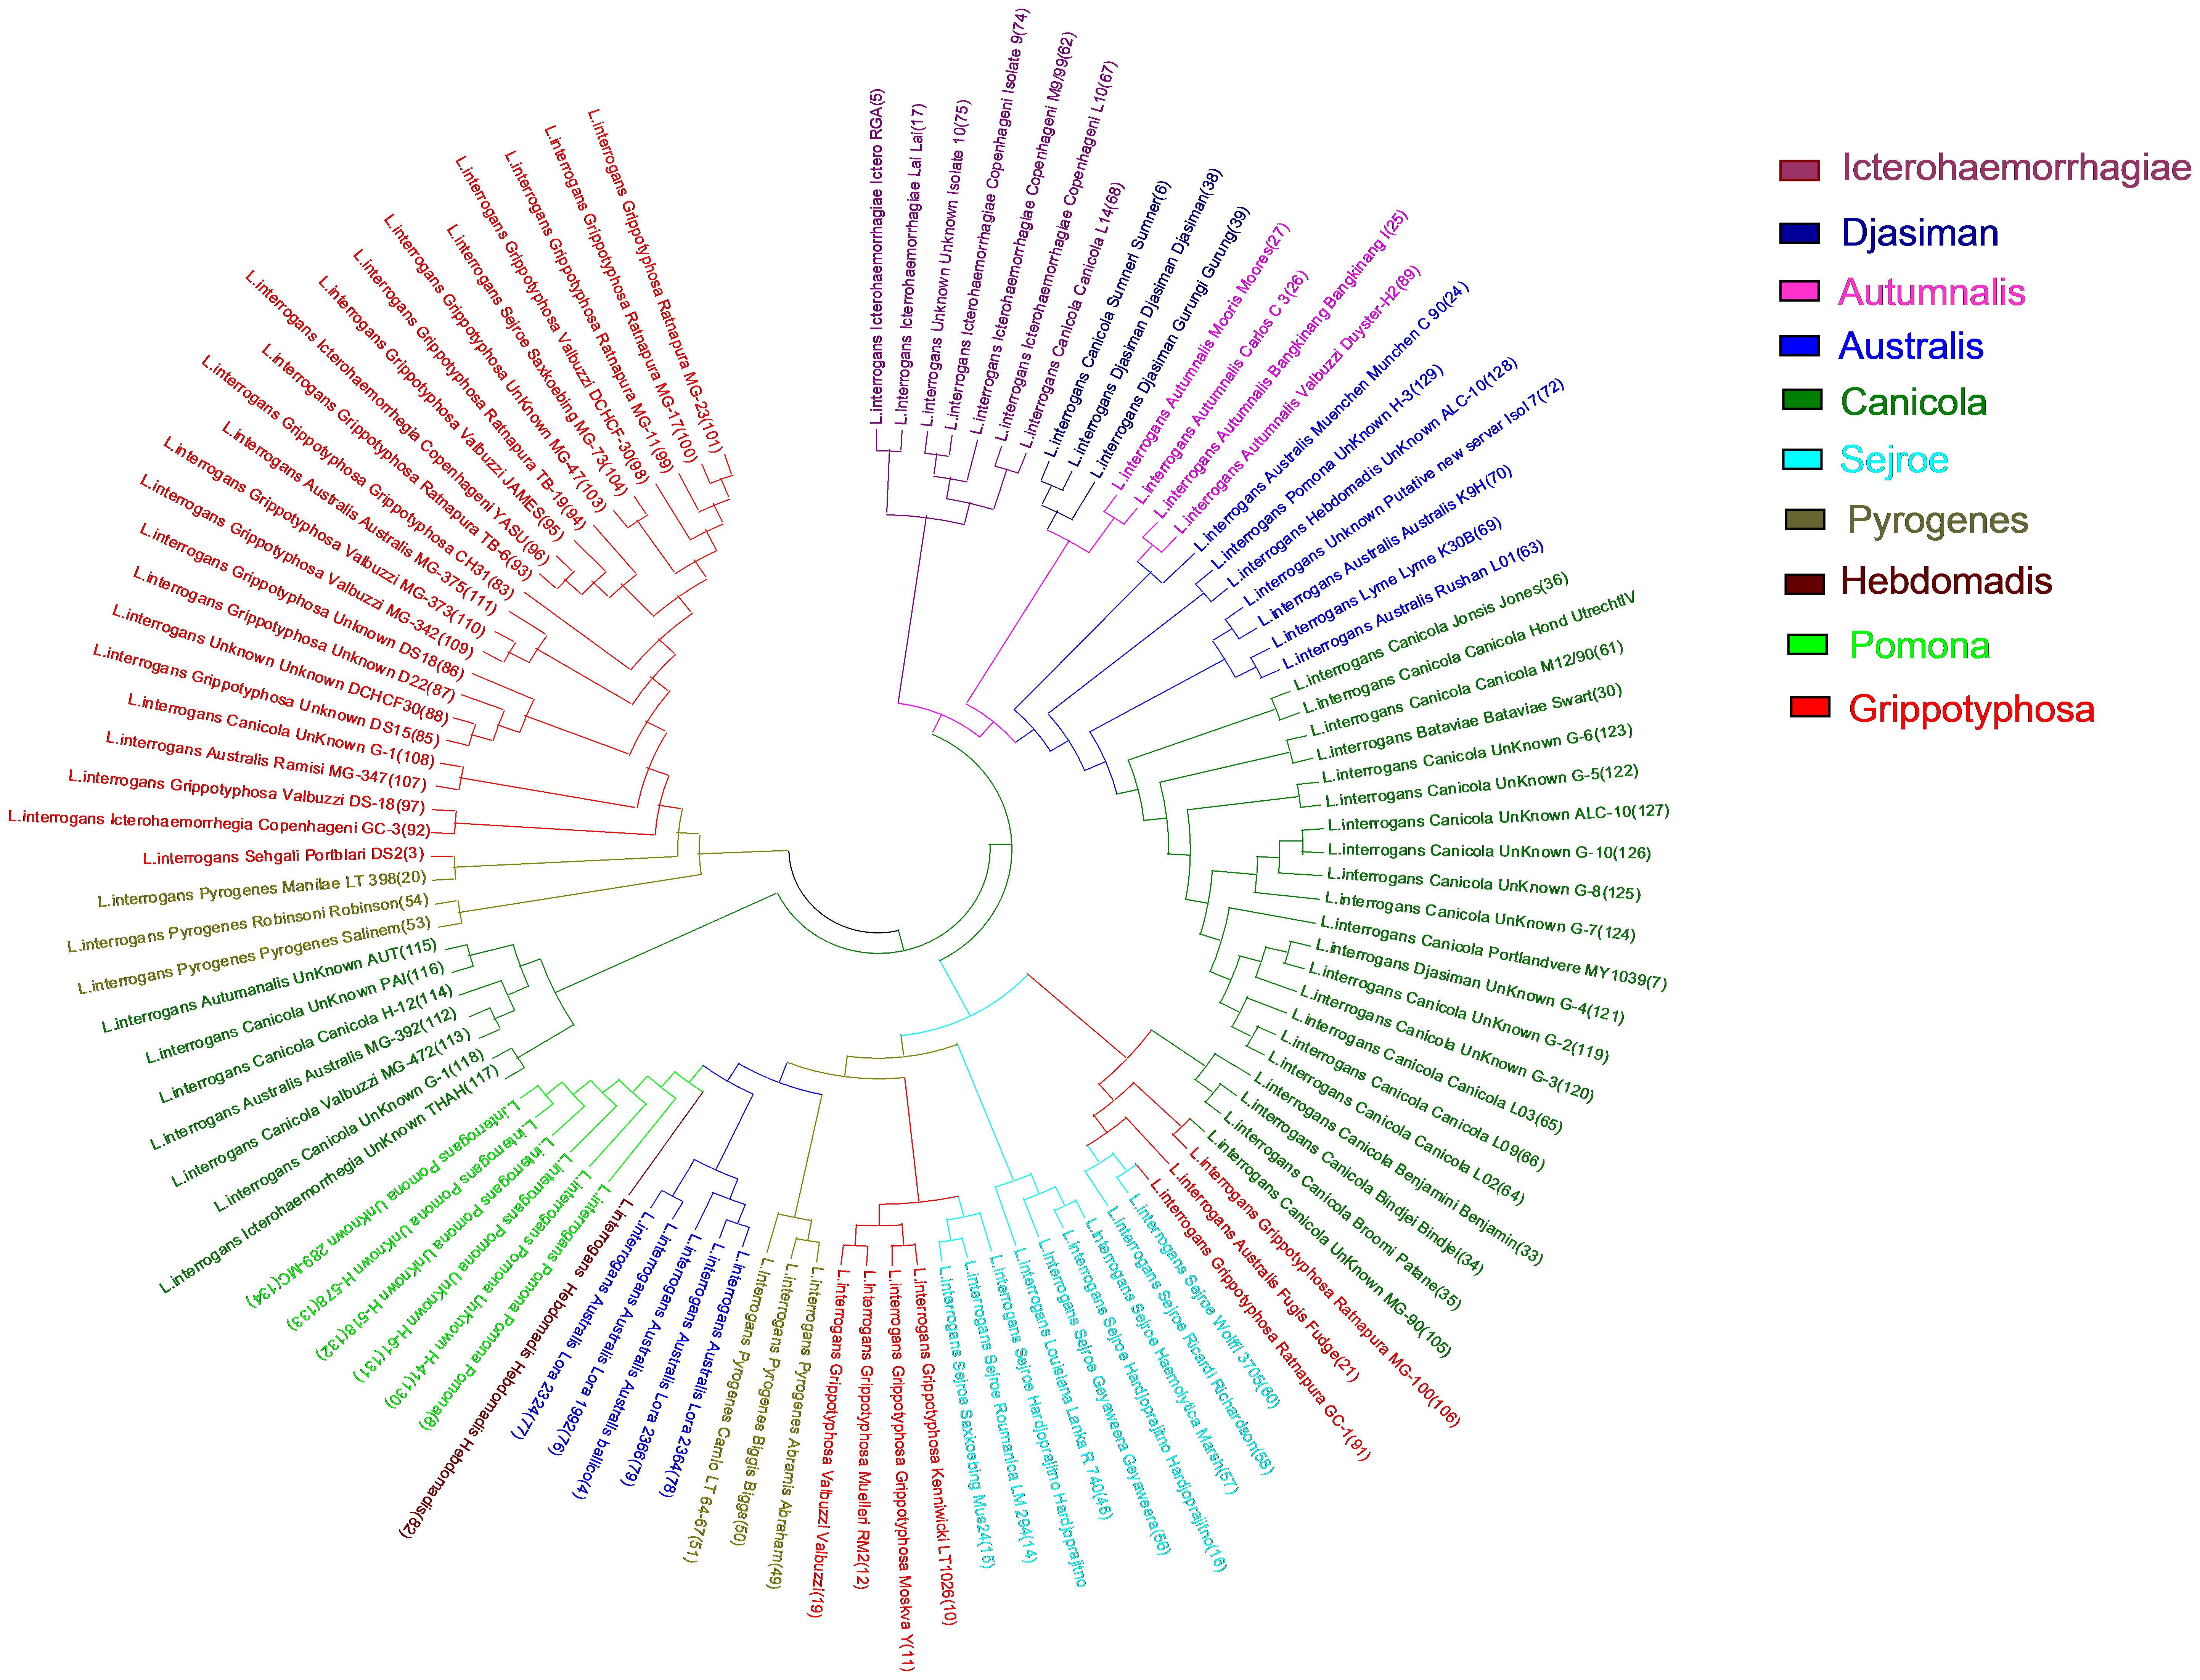 L.interrogans Icterohaemorrhagiae Ictero RGA(5)
L.interrogans Icterrohaemorrhagiae Lai Lai(17)
L.interrogans Unknown Unknown Isolate 10(75)
L.interrogans Icterohaemorrhagiae Copenhageni Isolate 9(74)
L.interrogans Icterohaemorrhagiae Copenhageni M9/99(62)
L.interrogans Icterohaemorrhagiae Copenhageni L10(67)
L.interrogans Canicola Canicola L14(68)
L.interrogans Canicola Sumneri Sumner(6)
L.interrogans Djasiman Djasiman Djasiman(38)
L.interrogans Djasiman Gurungi Gurung(39)
L.interrogans Autumnalis Mooris Moores(27)
L.interrogans Autumnalis Carlos C 3(26)
L.interrogans Autumnalis Bangkinang Bangkinang I(25)
L.interrogans Autumnalis Valbuzzi Duyster-H2(89)
L.interrogans Australis Muenchen Munchen C 90(24)
L.interrogans Pomona UnKnown H-3(129)
L.interrogans Hebdomadis UnKnown ALC-10(128)
L.interrogans Unknown Putative new servar Isol 7(72)
L.interrogans Australis Australis K9H(70)
L.interrogans Lyme Lyme K30B(69)
L.interrogans Australis Rushan L01(63)
L.interrogans Canicola Jonsis Jones(36)
L.interrogans Canicola Canicola Hond UtrechtIV
L.interrogans Canicola Canicola M12/90(61)
L.interrogans Bataviae Bataviae Swart(30)
L.interrogans Canicola UnKnown G-6(123)
L.interrogans Canicola UnKnown G-5(122)
L.interrogans Canicola UnKnown ALC-10(127)
L.interrogans Canicola UnKnown G-10(126)
L.interrogans Canicola UnKnown G-8(125)
L.interrogans Canicola UnKnown G-7(124)
L.interrogans Canicola Portlandvere MY1039(7)
L.interrogans Djasiman UnKnown G-4(121)
L.interrogans Canicola UnKnown G-2(119)
L.interrogans Canicola UnKnown G-3(120)
L.interrogans Canicola Canicola L03(65)
L.interrogans Canicola Canicola L09(66)
L.interrogans Canicola Canicola L02(64)
L.interrogans Canicola Benjamini Benjamin(33)
L.interrogans Canicola Bindjei Bindjei(34)
L.interrogans Canicola Broomi Patane(35)
L.interrogans Canicola UnKnown MG-90(105)
L.interrogans Grippotyphosa Ratnapura MG-100(106)
L.interrogans Australis Fugis Fudge(21)
L.interrogans Grippotyphosa Ratnapura GC-1(91)
L.interrogans Sejroe Wolffi 3705(60)
L.interrogans Sejroe Ricardi Richardson(58)
L.interrogans Sejroe Haemolytica Marsh(57)
L.interrogans Sejroe Hardjoprajitno Hardjoprajitno(16)
L.interrogans Sejroe Geyaweera Geyaweera(56)
L.interrogans Louisiana Lanka R 740(48)
L.interrogans Sejroe Hardjoprajitno Hardjoprajitno
L.interrogans Sejroe Roumanica LM 294(14)
L.interrogans Sejroe Saxkoebing Mus24(15)
L.interrogans Grippotyphosa Kenniwicki LT1026(10)
L.interrogans Grippotyphosa Moskva Y(11)
L.interrogans Grippotyphosa Muelleri RM2(12)
L.interrogans Grippotyphosa Valbuzzi Valbuzzi(19)
L.interrogans Pyrogenes Abramis Abraham(49)
L.interrogans Pyrogenes Biggis Biggs(50)
L.interrogans Pyrogenes Camlo LT 64-67(51)
L.interrogans Australis Lora 2364(78)
L.interrogans Australis Lora 2366(79)
L.interrogans Australis Australis ballico(4)
L.interrogans Australis Lora 1992(76)
L.interrogans Australis Lora 2324(77)
L.interrogans Hebdomadis Hebdomadis Hebdomadis(82)
L.interrogans Pomona Pomona Pomona(8)
L.interrogans Pomona UnKnown H-41(130)
L.interrogans Pomona UnKnown H-61(131)
L.interrogans Pomona UnKnown H-518(132)
L.interrogans Pomona UnKnown H-578(133)
L.interrogans Pomona UnKnown 289-MC(134)
L.interrogans Icterohaemorrhegia UnKnown THAH(117)
L.interrogans Canicola UnKnown G-1(118)
L.interrogans Canicola Valbuzzi MG-472(113)
L.interrogans Australis Australis MG-392(112)
L.interrogans Canicola Canicola H-12(114)
L.interrogans Canicola UnKnown PAI(116)
L.interrogans Autumanalis UnKnown AUT(115)
L.interrogans Pyrogenes Pyrogenes Salinem(53)
L.interrogans Pyrogenes Robinsoni Robinson(54)
L.interrogans Pyrogenes Manilae LT 398(20)
L.interrogans Sehgali Portblari DS2(3)
L.interrogans Icterohaemorrhegia Copenhageni GC-3(92)
L.interrogans Grippotyphosa Valbuzzi DS-18(97)
L.interrogans Australis Ramisi MG-347(107)
L.interrogans Canicola UnKnown G-1(108)
L.interrogans Grippotyphosa Unknown DS15(85)
L.interrogans Unknown Unknown DCHCF30(88)
L.interrogans Grippotyphosa Unknown D22(87)
L.interrogans Grippotyphosa Unknown DS18(86)
L.interrogans Grippotyphosa Valbuzzi MG-342(109)
L.interrogans Grippotyphosa Valbuzzi MG-373(110)
L.interrogans Australis Australis MG-375(111)
L.interrogans Grippotyphosa Grippotyphosa CH31(83)
L.interrogans Grippotyphosa Ratnapura TB-6(93)
L.interrogans Icterohaemorrhegia Copenhageni YASU(96)
L.interrogans Grippotyphosa Valbuzzi JAMES(95)
L.interrogans Grippotyphosa Ratnapura TB-19(94)
L.interrogans Grippotyphosa UnKnown MG-47(103)
L.interrogans Sejroe Saxkoebing MG-73(104)
L.interrogans Grippotyphosa Valbuzzi DCHCF-30(98)
L.interrogans Grippotyphosa Ratnapura MG-11(99)
L.interrogans Grippotyphosa Ratnapura MG-17(100)
L.interrogans Grippotyphosa Ratnapura MG-23(101)
Icterohaemorrhagiae
Djasiman
Autumnalis
Australis
Canicola
Sejroe
Pyrogenes
Hebdomadis
Pomona
Grippotyphosa